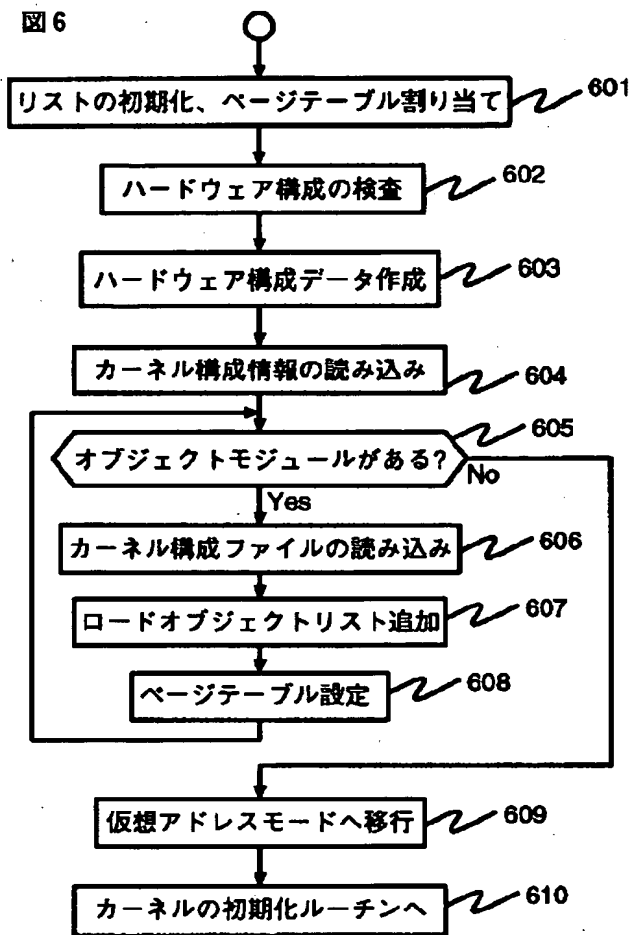 図6
リストの初期化、ページテーブル割り当て
601
ハードウェア構成の検査
602
ハードウェア構成データ作成
603
カーネル構成情報の読み込み
604
オブジェクトモジュールがある?
605
No
Yes
カーネル構成ファイルの読み込み
606
ロードオブジェクトリスト追加
607
ページテーブル設定
608
仮想アドレスモードへ移行
609
カーネルの初期化ルーチンへ
610